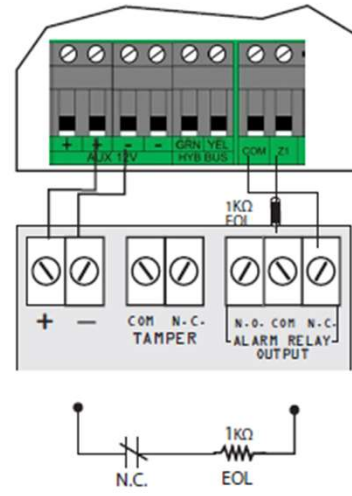 + + - -
AUX 12V
GRN YEL
HYB BUS
COM Z1
1KΩ
EOL
+ -
COM N.C.
TAMPER
N.O. COM N.C.
ALARM RELAY
OUTPUT
1KΩ
N.C.
EOL